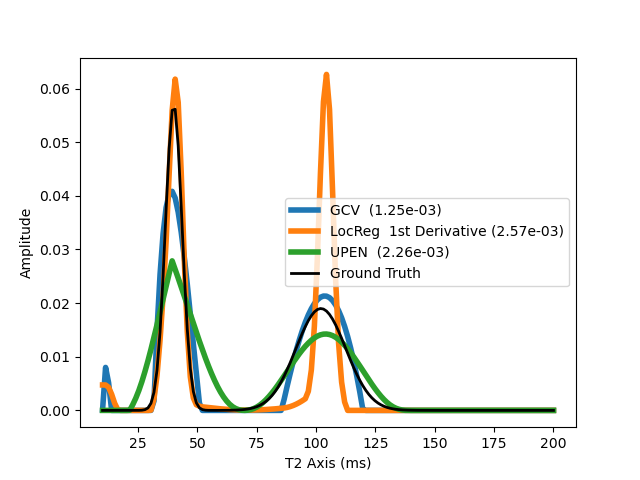 0.06
0.05
0.04
0.03
0.02
0.01
0.00
Amplitude
GCV (1.25e-03)
LocReg 1st Derivative (2.57e-03)
UPEN (2.26e-03)
Ground Truth
25 50 75 100 125 150 175 200
T2 Axis (ms)